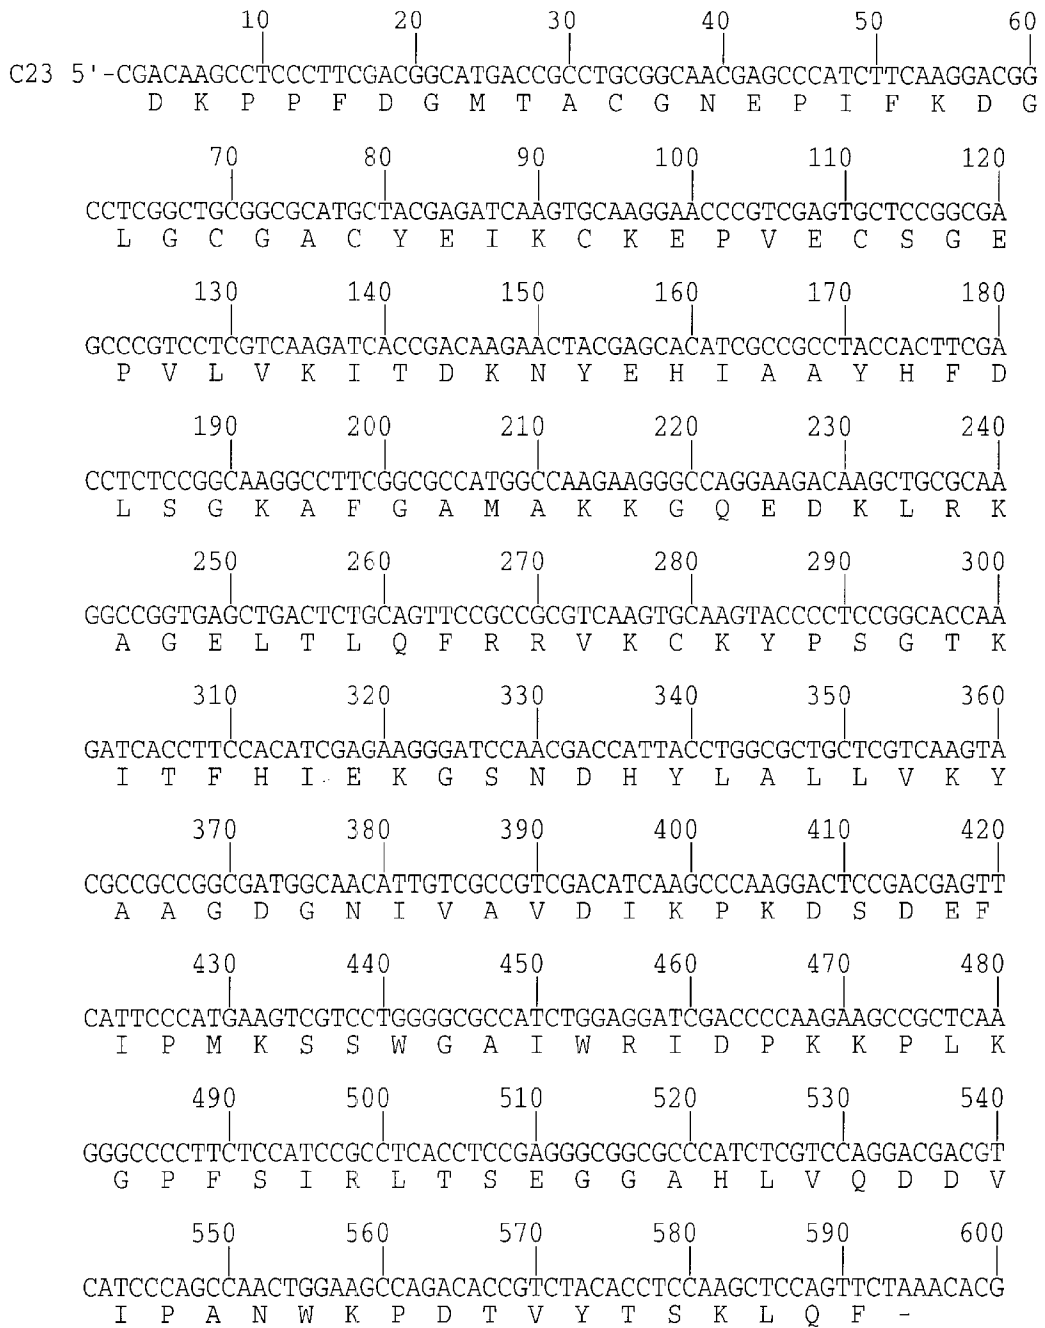 10 20 30 40 50 60
C23 5'-CGACAAGCCTCCCTTCGACGGCATGACCGCCTGCGGCAACGAGCCCATCTTCAAGGACGG
D K P P F D G M T A C G N E P I F K D G
70 80 90 100 110 120
CCTCGGCTGCGGCGCATGCTACGAGATCAAGTGCAAGGAACCCGTCGAGTGCTCCGGCGA
L G C G A C Y E I K C K E P V E C S G E
130 140 150 160 170 180
GCCCGTCCTCGTCAAGATCACCGACAAGAACTACGAGCACATCGCCGCCTACCACTTCGA
P V L V K I T D K N Y E H I A A Y H F D
190 200 210 220 230 240
CCTCTCCGGCAAGGCCTTCGGCGCCATGGCCAAGAAGGGCCAGGAAGACAAGCTGCGCAA
L S G K A F G A M A K K G Q E D K L R K
250 260 270 280 290 300
GGCCGGTGAGCTGACTCTGCAGTTCCGCCGCGTCAAGTGCAAGTACCCCTCCGGCACCAA
A G E L T L Q F R R V K C K Y P S G T K
310 320 330 340 350 360
GATCACCTTCCACATCGAGAAGGGATCCAACGACCATTACCTGGCGCTGCTCGTCAAGTA
I T F H I E K G S N D H Y L A L L V K Y
370 380 390 400 410 420
CGCCGCCGGCGATGGCAACATTGTCGCCGTCGACATCAAGCCCAAGGACTCCGACGAGTT
A A G D G N I V A V D I K P K D S D E F
430 440 450 460 470 480
CATTCCCATGAAGTCGTCCTGGGGCGCCATCTGGAGGATCGACCCCAAGAAGCCGCTCAA
I P M K S S W G A I W R I D P K K P L K
490 500 510 520 530 540
GGGCCCCTTCTCCATCCGCCTCACCTCCGAGGGCGGCGCCCATCTCGTCCAGGACGACGT
G P F S I R L T S E G G A H L V Q D D V
550 560 570 580 590 600
CATCCCAGCCAACTGGAAGCCAGACACCGTCTACACCTCCAAGCTCCAGTTCTAAACACG
I P A N W K P D T V Y T S K L Q F -